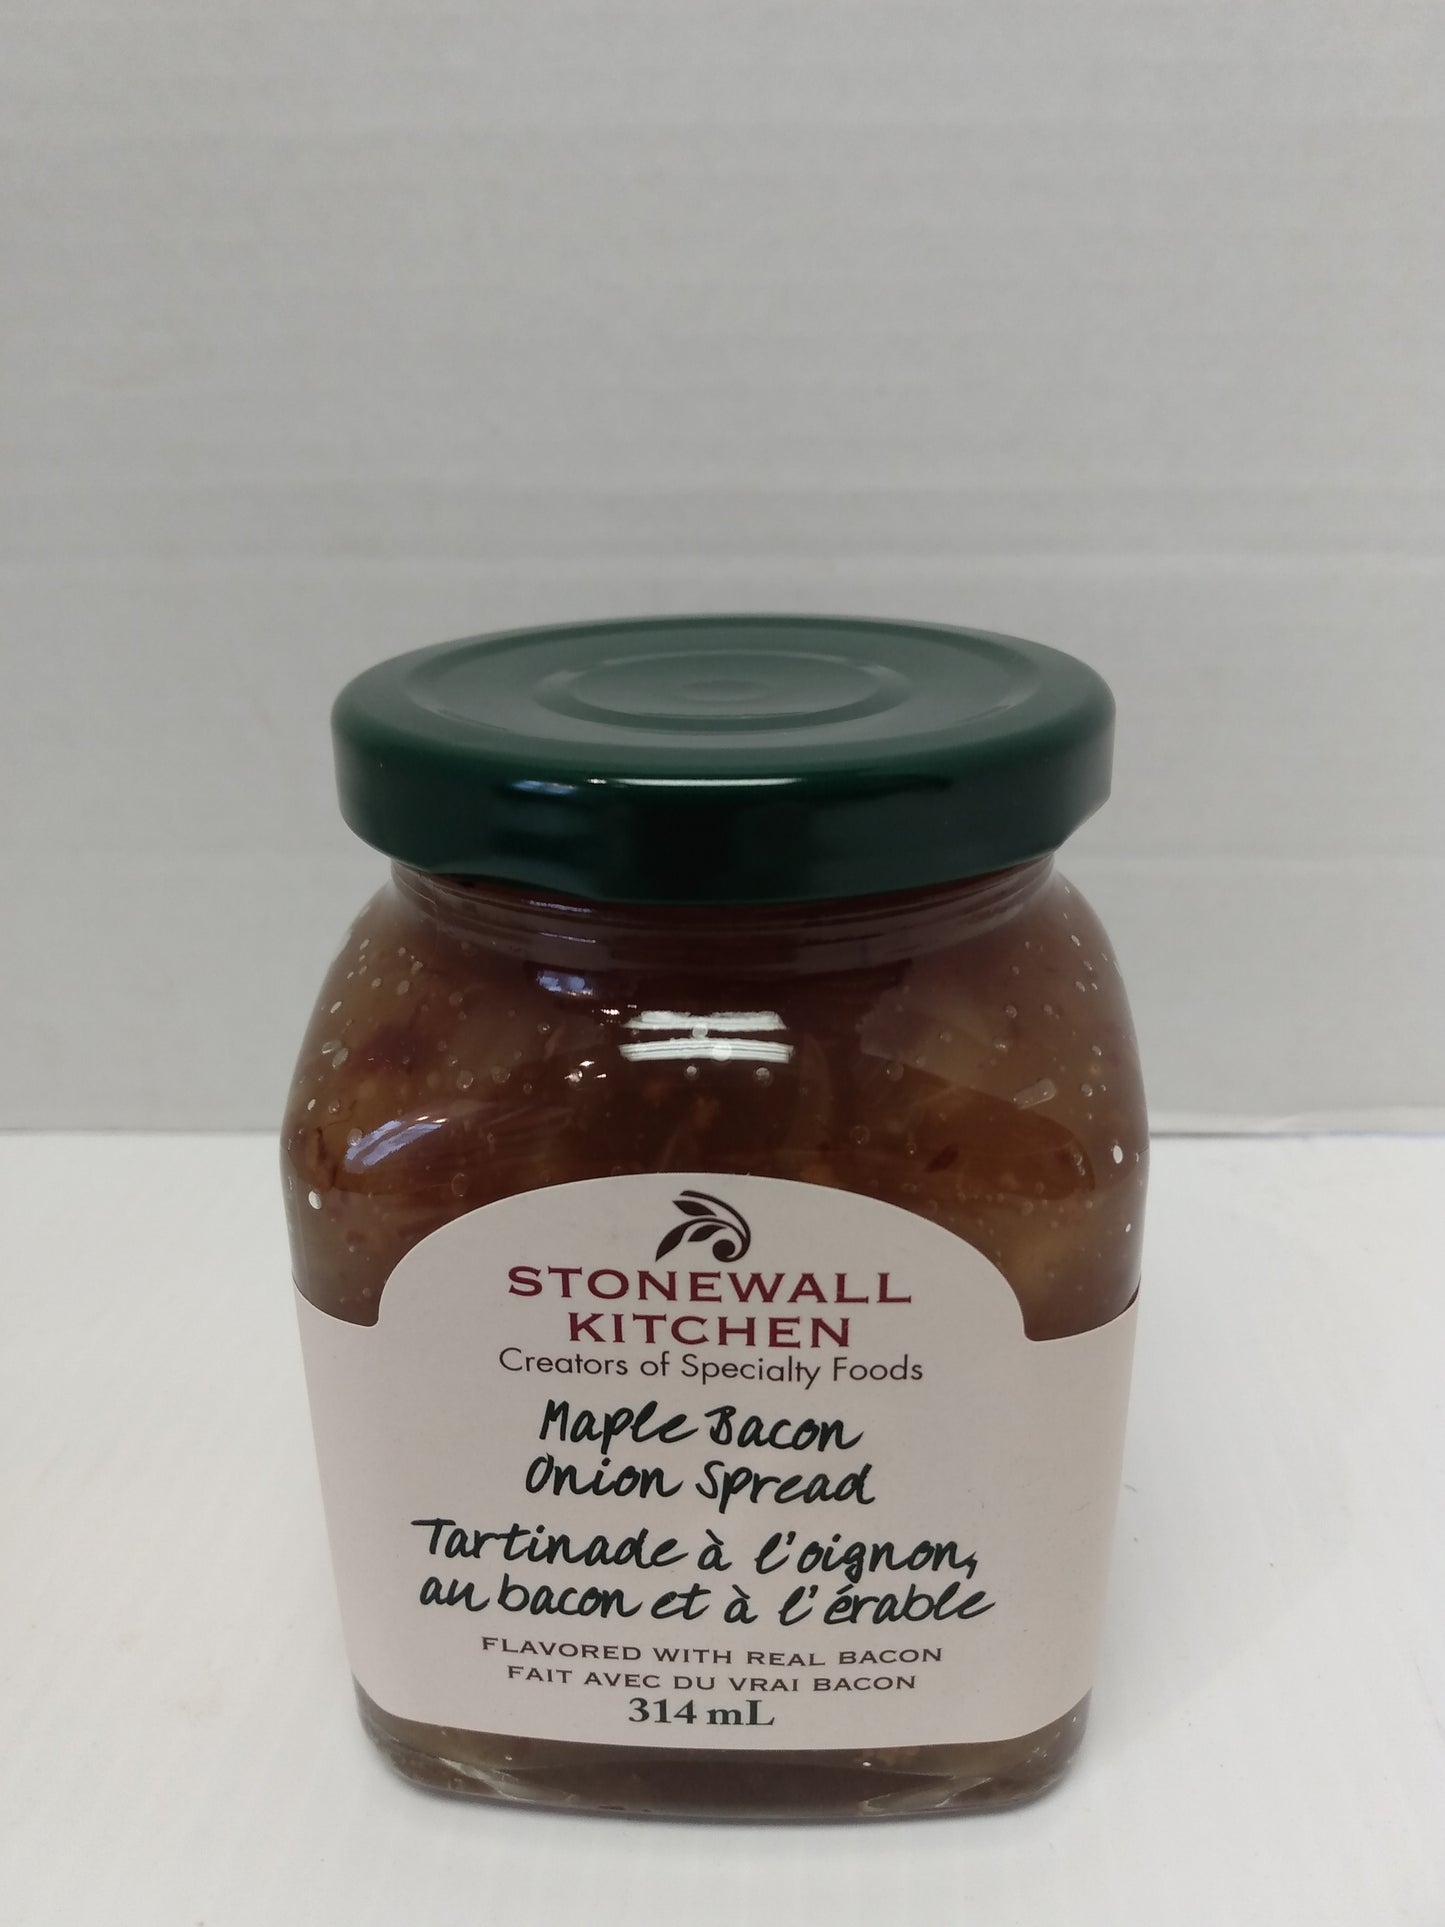 STONEWALL
KITCHEN
Creators of Specialty Foods
Maple Bacon
Onion Spread
Tartinade à l'oignon,
au bacon et à l'érable
FLAVORED WITH REAL BACON
FAIT AVEC DU VRAI BACON
314 mL